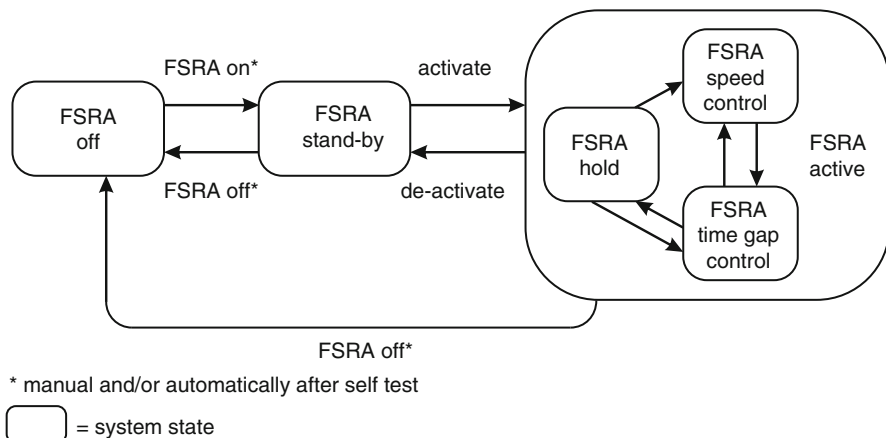 FSRA on*
activate
FSRA
off
FSRA
stand-by
FSRA off*
de-activate
FSRA
speed
control
FSRA
hold
FSRA
active
FSRA
time gap
control
FSRA off*
* manual and/or automatically after self test
= system state